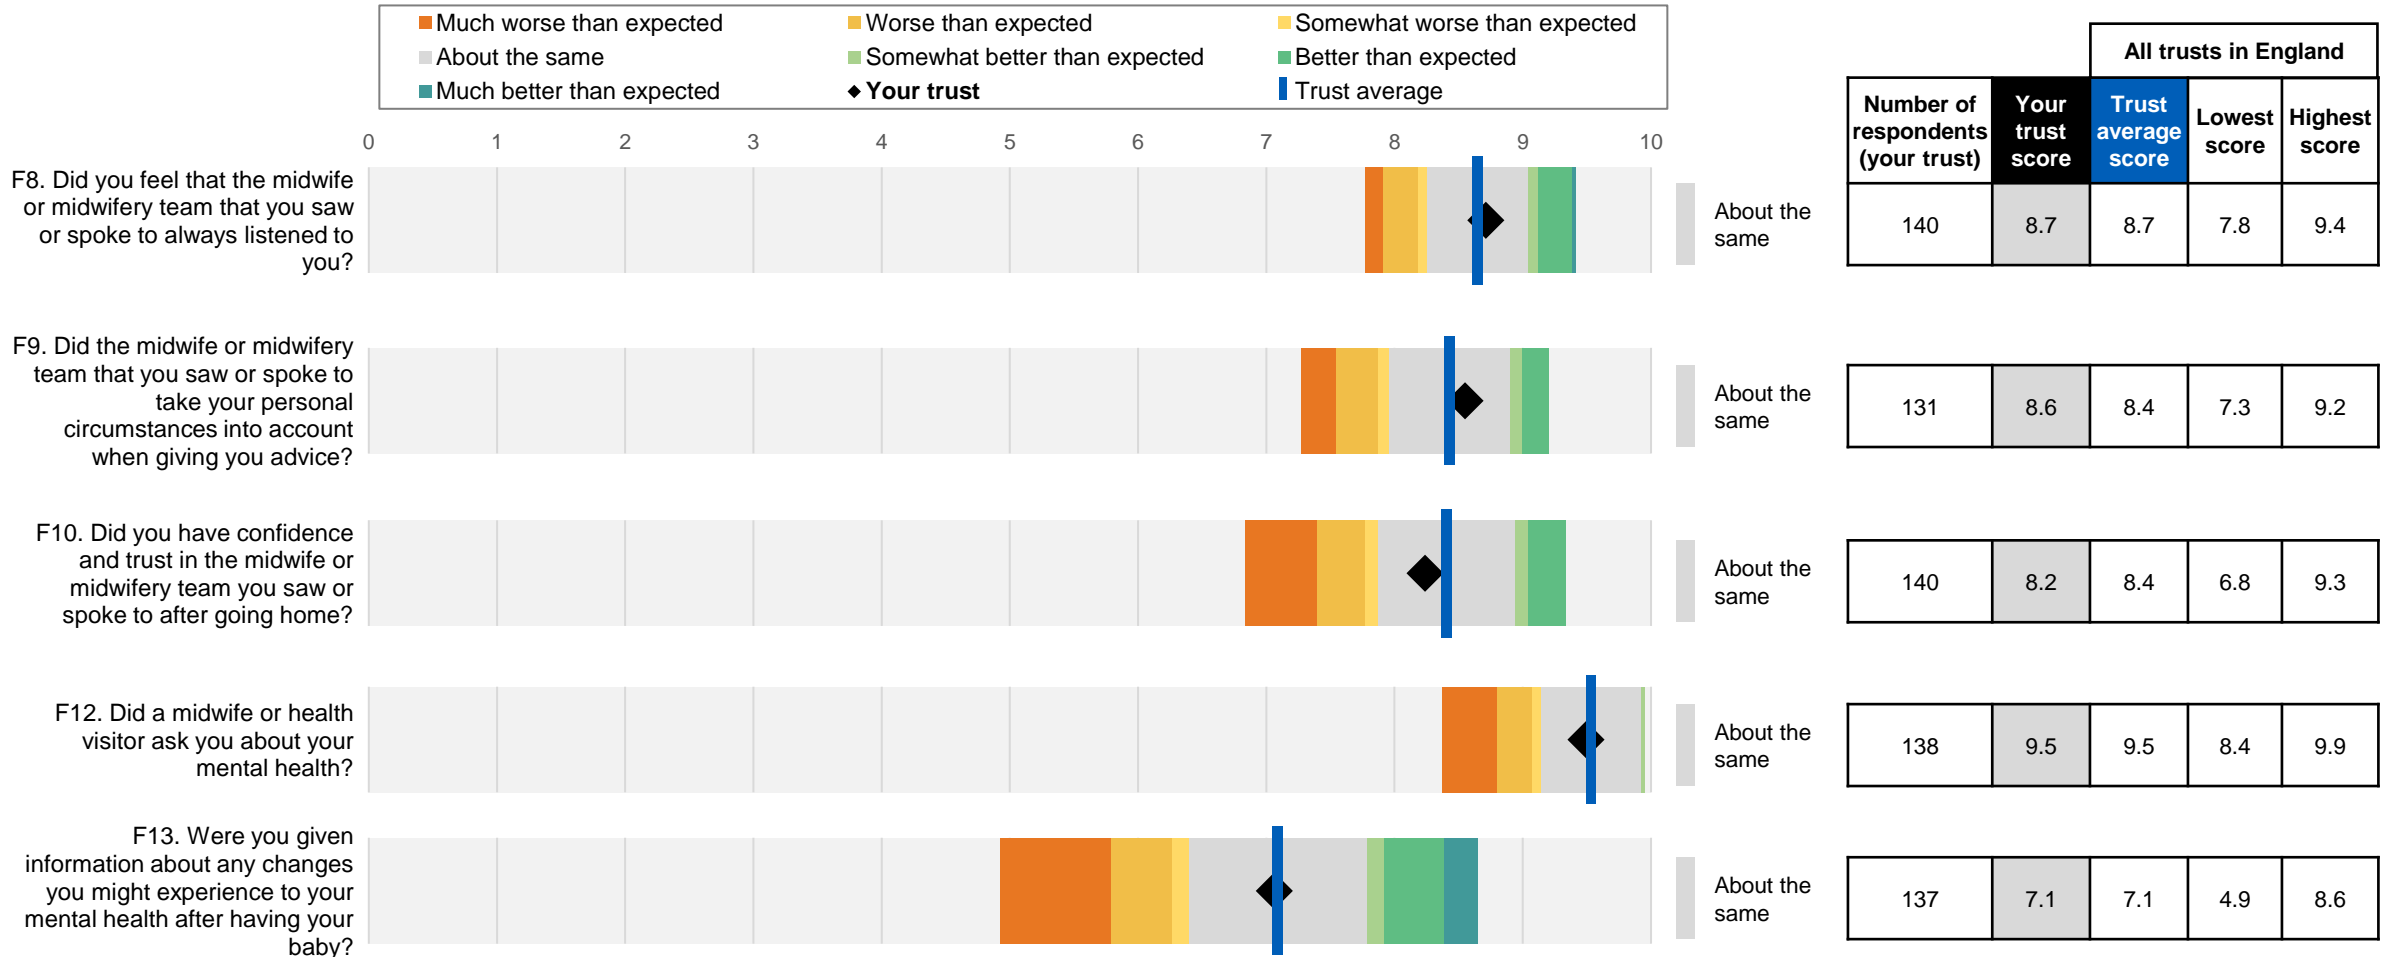 Much worse than expected
Worse than expected
Somewhat worse than expected
About the same
Somewhat better than expected
Better than expected
Much better than expected
Your trust
Trust average
All trusts in England
Number of
respondents
(your trust)
Your
trust
score
Trust
average
score
Lowest
score
Highest
score
0 1 2 3 4 5 6 7 8 9 10
F8. Did you feel that the midwife
or midwifery team that you saw
or spoke to always listened to
you?
About the
same
140 8.7 8.7 7.8 9.4
F9. Did the midwife or midwifery
team that you saw or spoke to
take your personal
circumstances into account
when giving you advice?
About the
same
131 8.6 8.4 7.3 9.2
F10. Did you have confidence
and trust in the midwife or
midwifery team you saw or
spoke to after going home?
About the
same
140 8.2 8.4 6.8 9.3
F12. Did a midwife or health
visitor ask you about your
mental health?
About the
same
138 9.5 9.5 8.4 9.9
F13. Were you given
information about any changes
you might experience to your
mental health after having your
baby?
About the
same
137 7.1 7.1 4.9 8.6